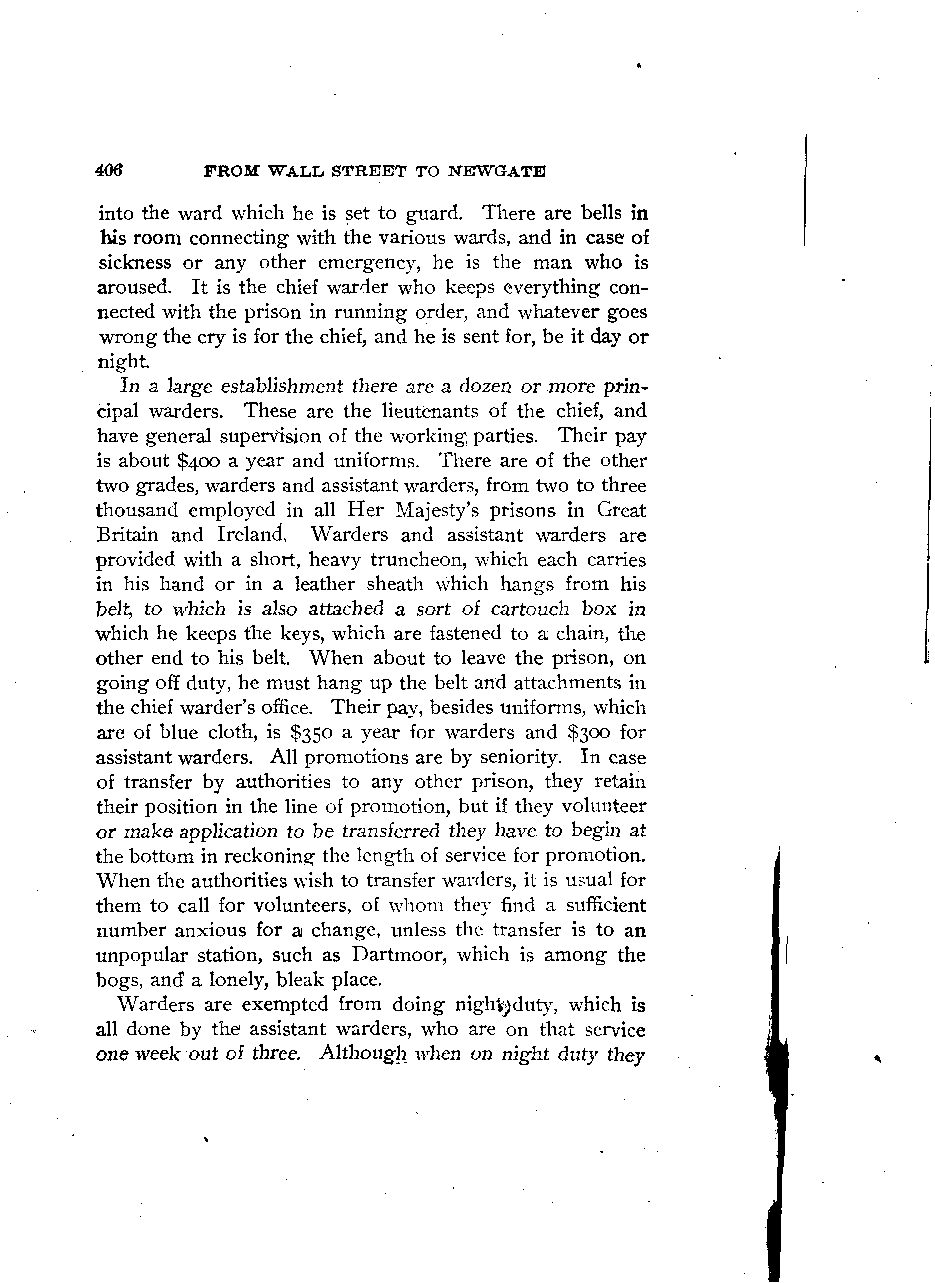 406 FROM WALL STREET TO NEWGATE
into the ward which he is set to guard. There are bells in
his room connecting with the various wards, and in case of
sickness or any other emergency, he is the man who is
aroused. It is the chief warder who keeps everything con-
nected with the prison in running order, and whatever goes
wrong the cry is for the chief, and he is sent for, be it day or
night.
In a large establishment there are a dozen or more prin-
cipal warders. These are the lieutenants of the chief, and
have general supervision of the working parties. Their pay
is about $400 a year and uniforms. There are of the other
two grades, warders and assistant warders, from two to three
thousand employed in all Her Majesty's prisons in Great
Britain and Ireland. Warders and assistant warders are
provided with a short, heavy truncheon, which each carries
in his hand or in a leather sheath which hangs from his
belt, to which is also attached a sort of cartouch box in
which he keeps the keys, which are fastened to a chain, the
other end to his belt. When about to leave the prison, on
going off duty, he must hang up the belt and attachments in
the chief warder's office. Their pay, besides uniforms, which
are of blue cloth, is $350 a year for warders and $300 for
assistant warders. All promotions are by seniority. In case
of transfer by authorities to any other prison, they retain
their position in the line of promotion, but if they volunteer
or make application to be transferred they have to begin at
the bottom in reckoning the length of service for promotion.
When the authorities wish to transfer warders, it is usual for
them to call for volunteers, of whom they find a sufficient
number anxious for a change, unless the transfer is to an
unpopular station, such as Dartmoor, which is among the
bogs, and a lonely, bleak place.
Warders are exempted from doing night duty, which is
all done by the assistant warders, who are on that service
one week out of three. Although when on night duty they